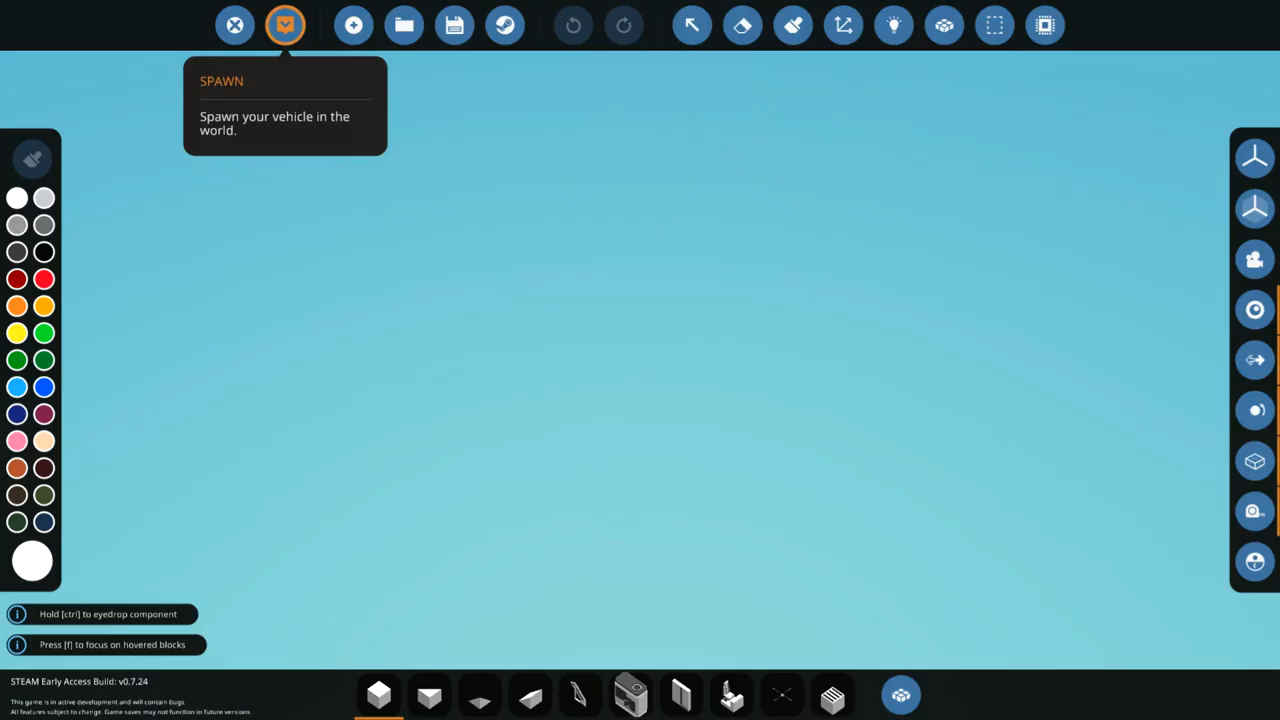 SPAWN
Spawn your vehicle in the
world.
Hold [ctrl] to eyedrop component
Press [f] to focus on hovered blocks
STEAM Early Access Build: v0.7.24
This game is in active development and will contain bugs.
All features subject to change. Game saves may not function in future versions.